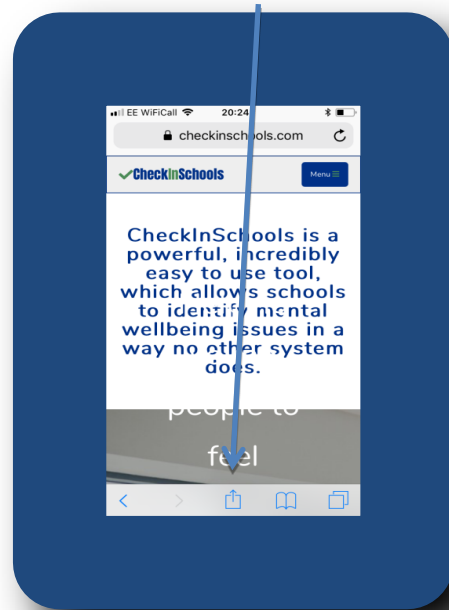 EE WiFiCall 20:24
checkinschools.com
CheckInSchools
Menu
CheckInSchools is a
powerful, incredibly
easy to use tool,
which allows schools
to identify mental
wellbeing issues in a
way no other system
does.
people to
feel